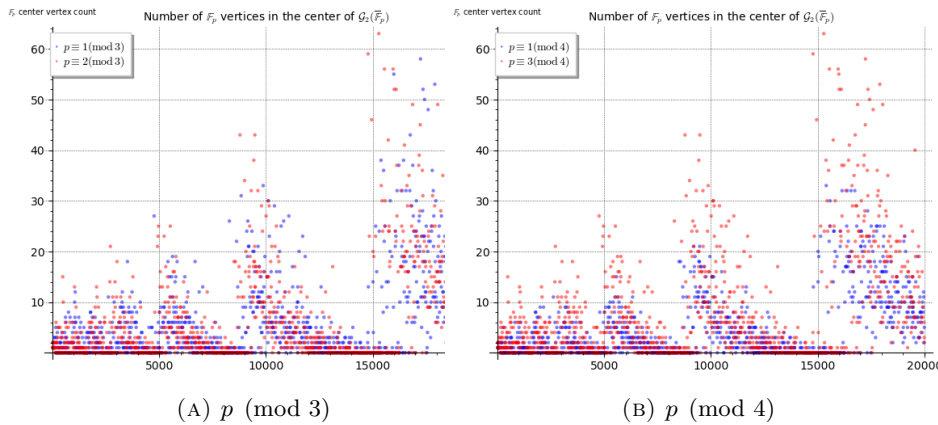 𝔽ₚ center vertex count
Number of 𝔽ₚ vertices in the center of 𝒢₂(𝔽̅ₚ)
p ≡ 1(mod 3)
p ≡ 2(mod 3)
60
50
40
30
20
10
5000
10000
15000
(A) p (mod 3)
𝔽ₚ center vertex count
Number of 𝔽ₚ vertices in the center of 𝒢₂(𝔽̅ₚ)
p ≡ 1(mod 4)
p ≡ 3(mod 4)
60
50
40
30
20
10
5000
10000
15000
20000
(B) p (mod 4)